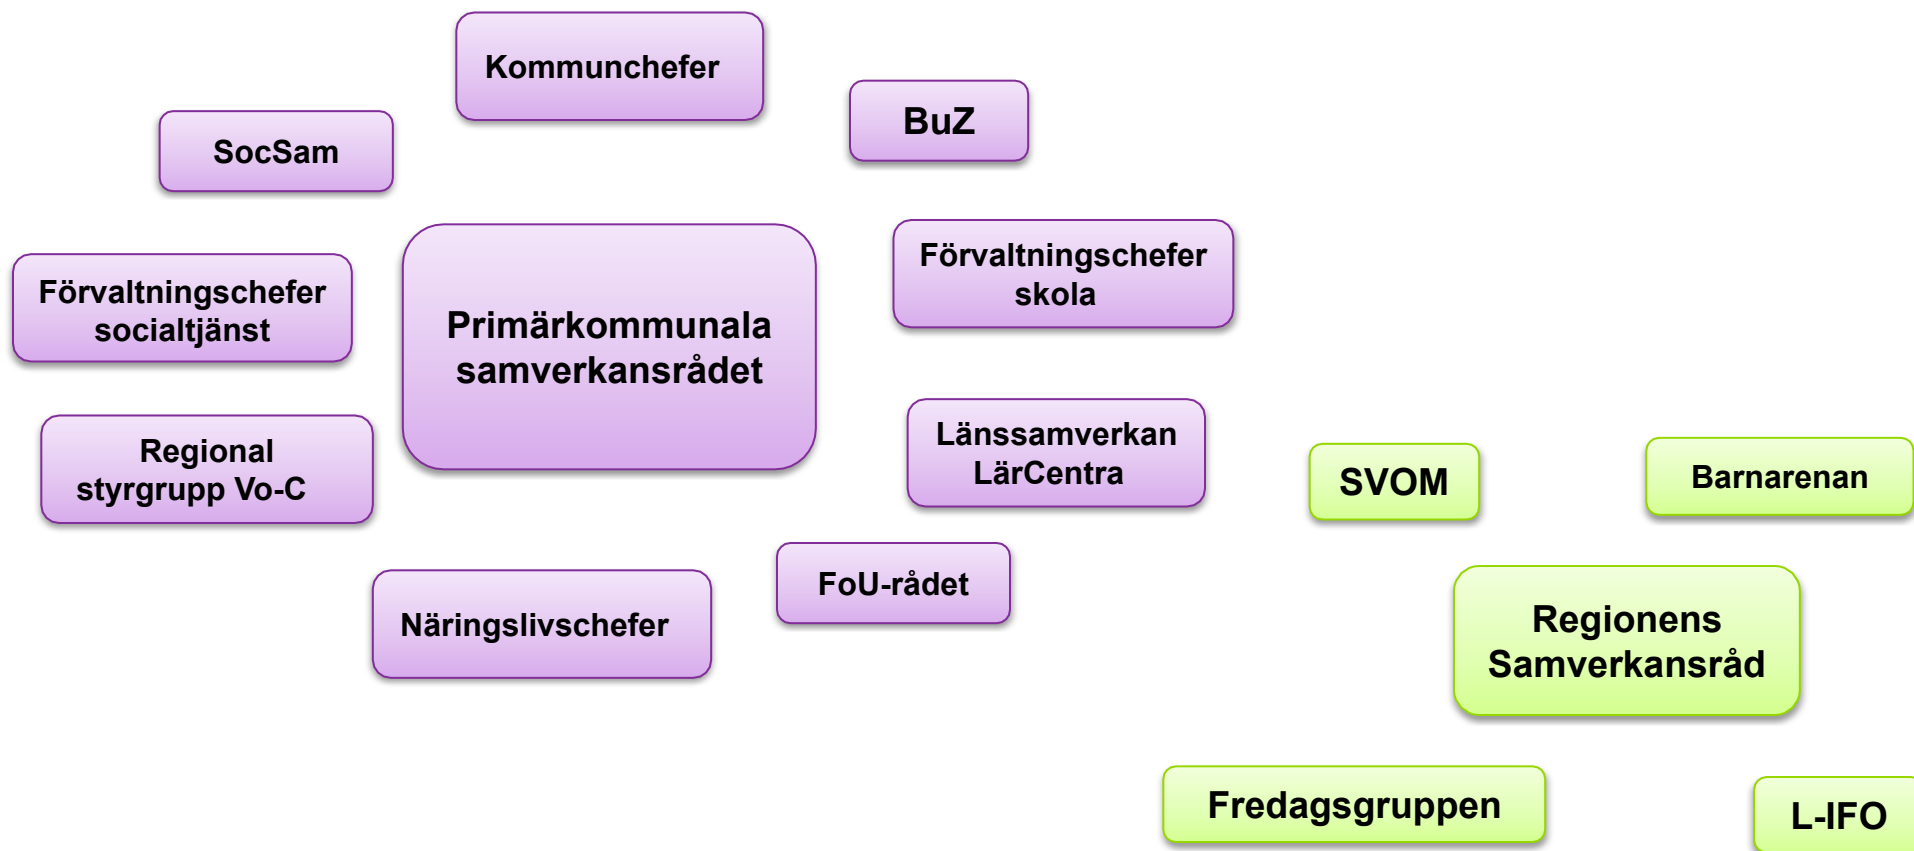 Kommunchefer
BuZ
SocSam
Förvaltningschefer
skola
Förvaltningschefer
socialtjänst
Primärkommunala
samverkansrådet
Länssamverkan
LärCentra
Regional
styrgrupp Vo-C
SVOM
Barnarenan
FoU-rådet
Näringslivschefer
Regionens
Samverkansråd
Fredagsgruppen
L-IFO